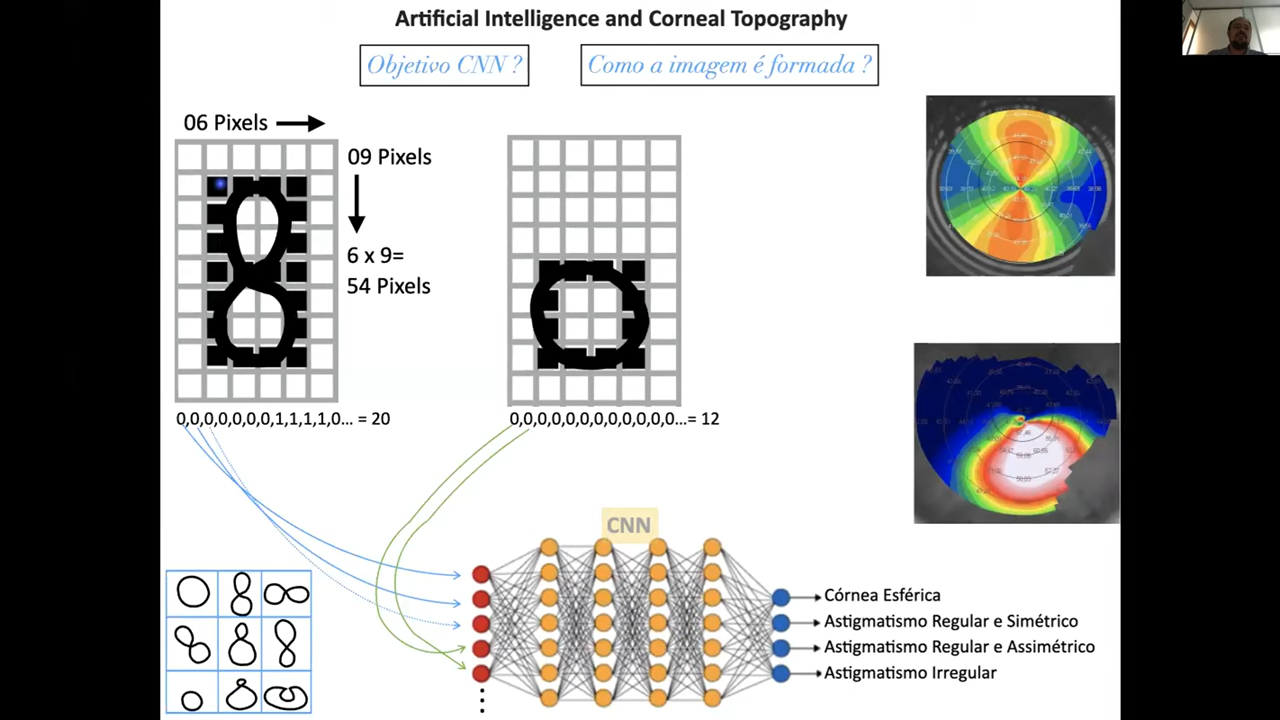 Artificial Intelligence and Corneal Topography
Objetivo CNN ?
Como a imagem é formada ?
06 Pixels
09 Pixels
6 x 9=
54 Pixels
0,0,0,0,0,0,0,1,1,1,1,0... = 20
0,0,0,0,0,0,0,0,0,0,0,0...= 12
CNN
Córnea Esférica
Astigmatismo Regular e Simétrico
Astigmatismo Regular e Assimétrico
Astigmatismo Irregular